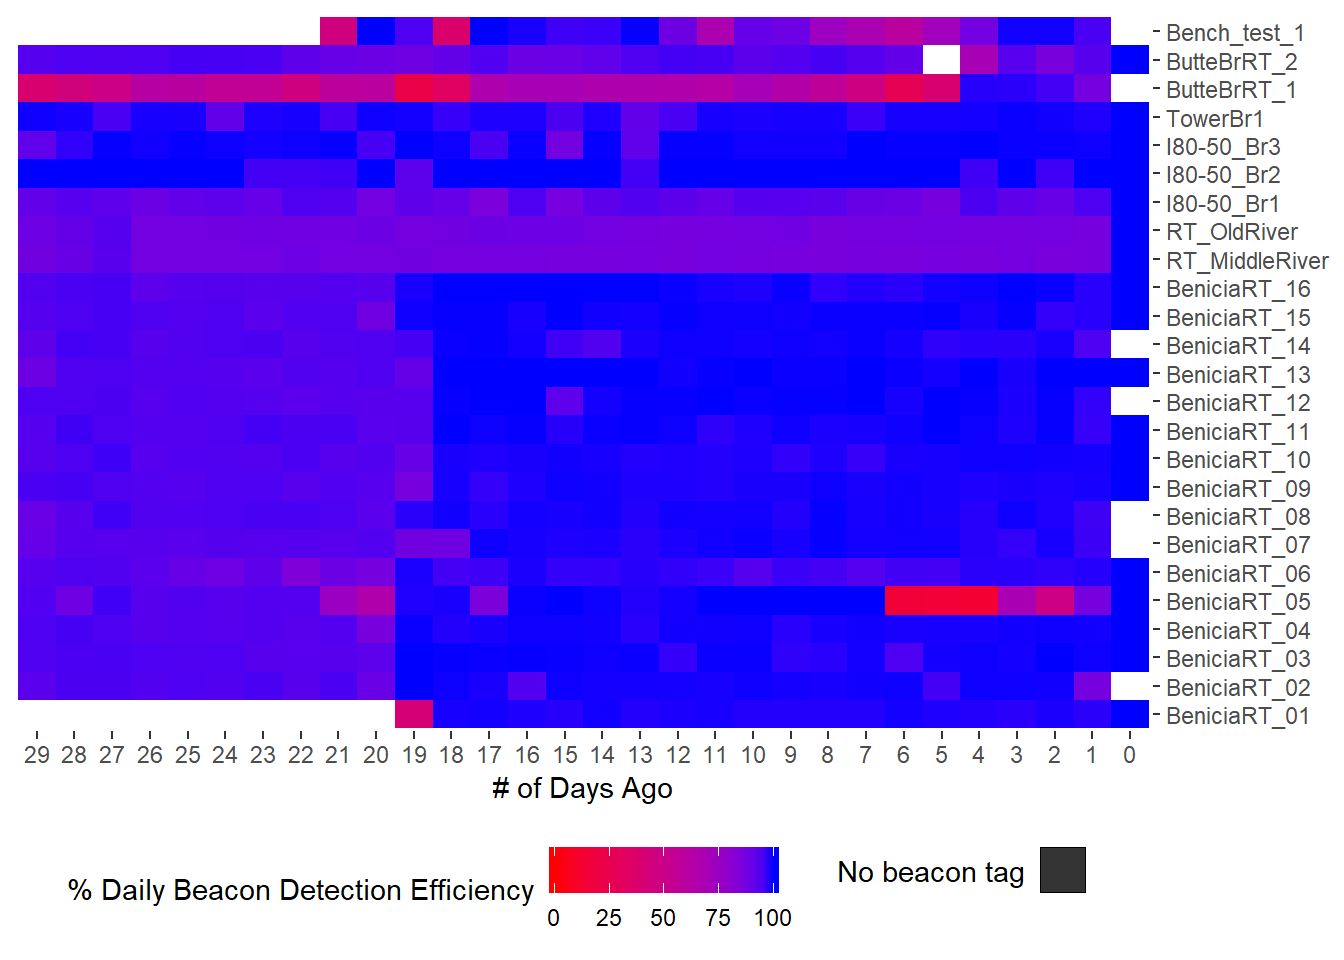 Bench_test_1
ButteBrRT_2
ButteBrRT_1
TowerBr1
I80-50_Br3
I80-50_Br2
I80-50_Br1
RT_OldRiver
RT_MiddleRiver
BeniciaRT_16
BeniciaRT_15
BeniciaRT_14
BeniciaRT_13
BeniciaRT_12
BeniciaRT_11
BeniciaRT_10
BeniciaRT_09
BeniciaRT_08
BeniciaRT_07
BeniciaRT_06
BeniciaRT_05
BeniciaRT_04
BeniciaRT_03
BeniciaRT_02
BeniciaRT_01
29 28 27 26 25 24 23 22 21 20 19 18 17 16 15 14 13 12 11 10 9 8 7 6 5 4 3 2 1 0
# of Days Ago
% Daily Beacon Detection Efficiency
0 25 50 75 100
No beacon tag